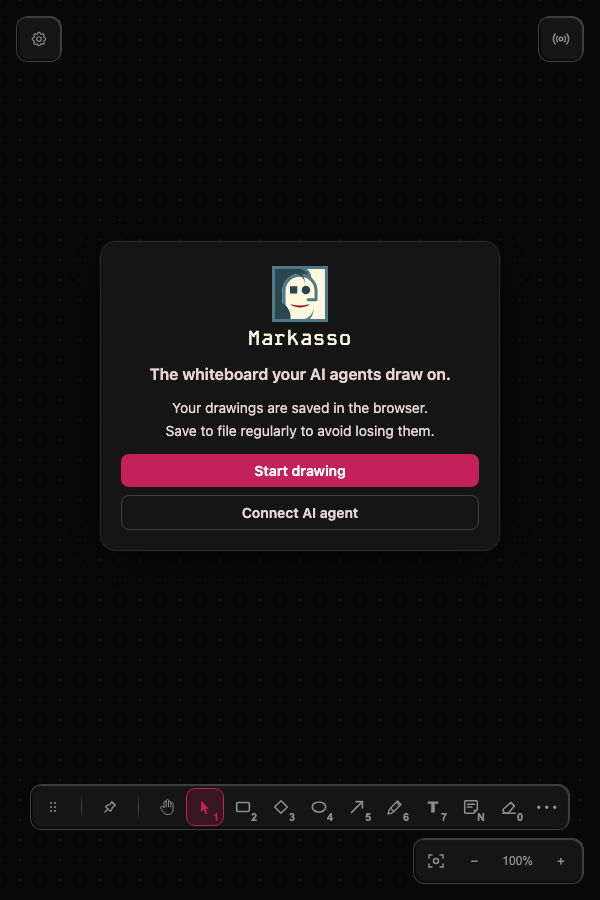 Markasso
The whiteboard your AI agents draw on.
Your drawings are saved in the browser.
Save to file regularly to avoid losing them.
Start drawing
Connect AI agent
1 2 3 4 5 6 T 7 N 0
− 100% +